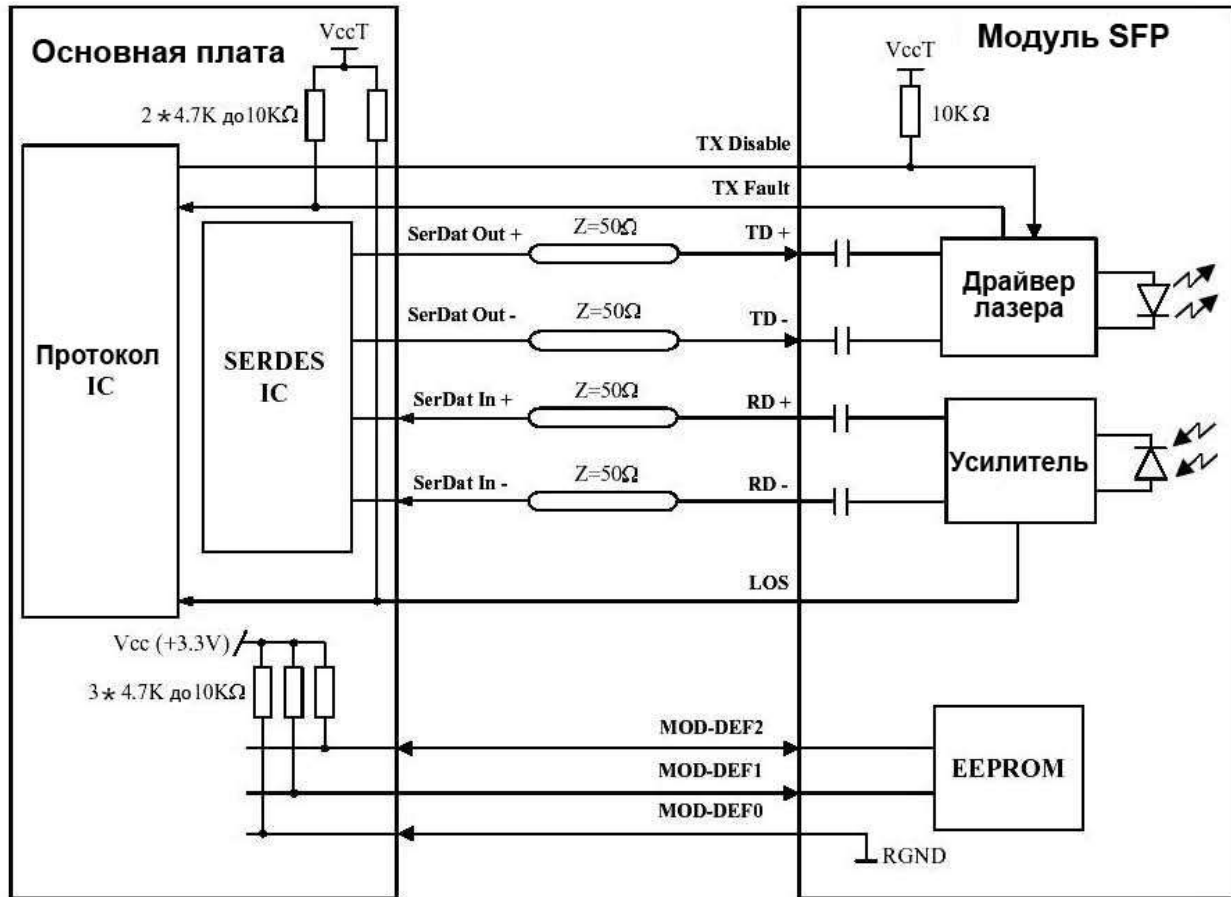 Основная плата
VccT
2 * 4.7K до 10KΩ
Модуль SFP
VccT
10K Ω
TX Disable
TX Fault
Протокол
IC
SERDES
IC
SerDat Out +
Z=50Ω
TD +
SerDat Out -
Z=50Ω
TD -
SerDat In +
Z=50Ω
RD +
SerDat In -
Z=50Ω
RD -
Драйвер
лазера
Усилитель
LOS
Vcc (+3.3V)
3 * 4.7K до 10KΩ
MOD-DEF2
MOD-DEF1
MOD-DEF0
EEPROM
RGND